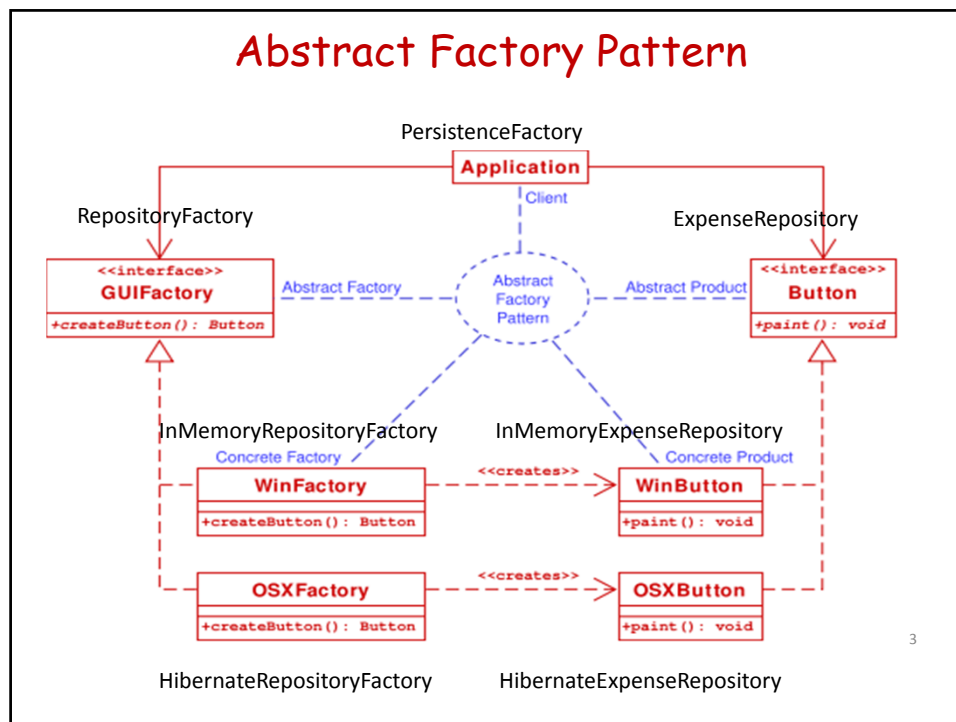 Abstract Factory Pattern
PersistenceFactory
Application
Client
RepositoryFactory
ExpenseRepository
<<interface>>
GUIFactory
+createButton(): Button
Abstract Factory
Abstract
Factory
Pattern
Abstract Product
<<interface>>
Button
+paint(): void
InMemoryRepositoryFactory
InMemoryExpenseRepository
Concrete Factory
Concrete Product
WinFactory
+createButton(): Button
<<creates>>
WinButton
+paint(): void
OSXFactory
+createButton(): Button
<<creates>>
OSXButton
+paint(): void
3
HibernateRepositoryFactory
HibernateExpenseRepository